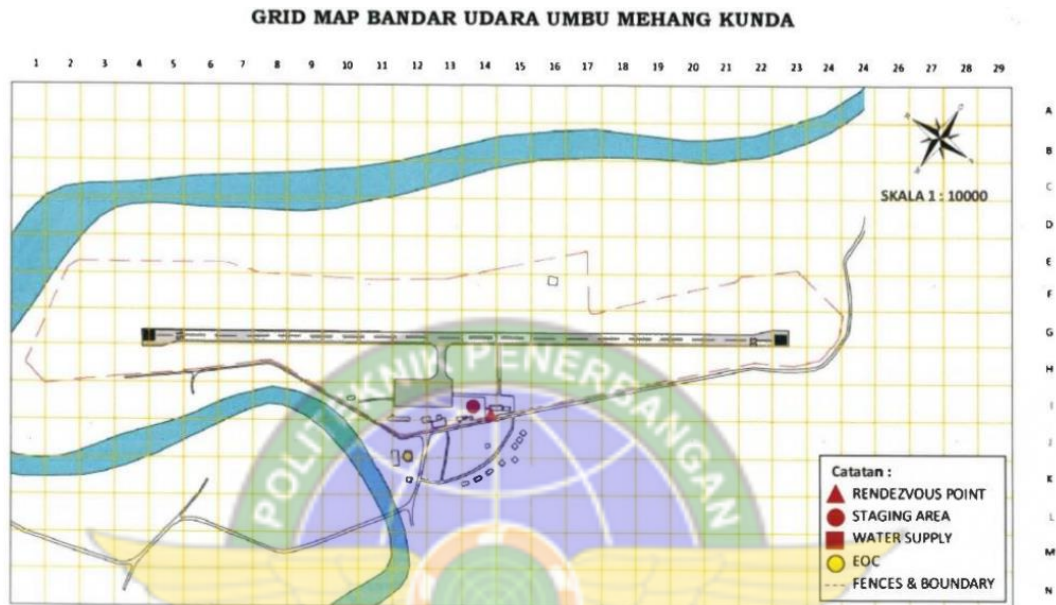 GRID MAP BANDAR UDARA UMBU MEHANG KUNDA
1 2 3 4 5 6 7 8 9 10 11 12 13 14 15 16 17 18 19 20 21 22 23 24 24 27 28 29
A
B
C
D
E
F
G
H
I
J
K
L
M
N
SKALA 1 : 10000
POLITEKNIK PENERBANGAN
Catatan :
RENDEZVOUS POINT
STAGING AREA
WATER SUPPLY
EOC
FENCES & BOUNDARY